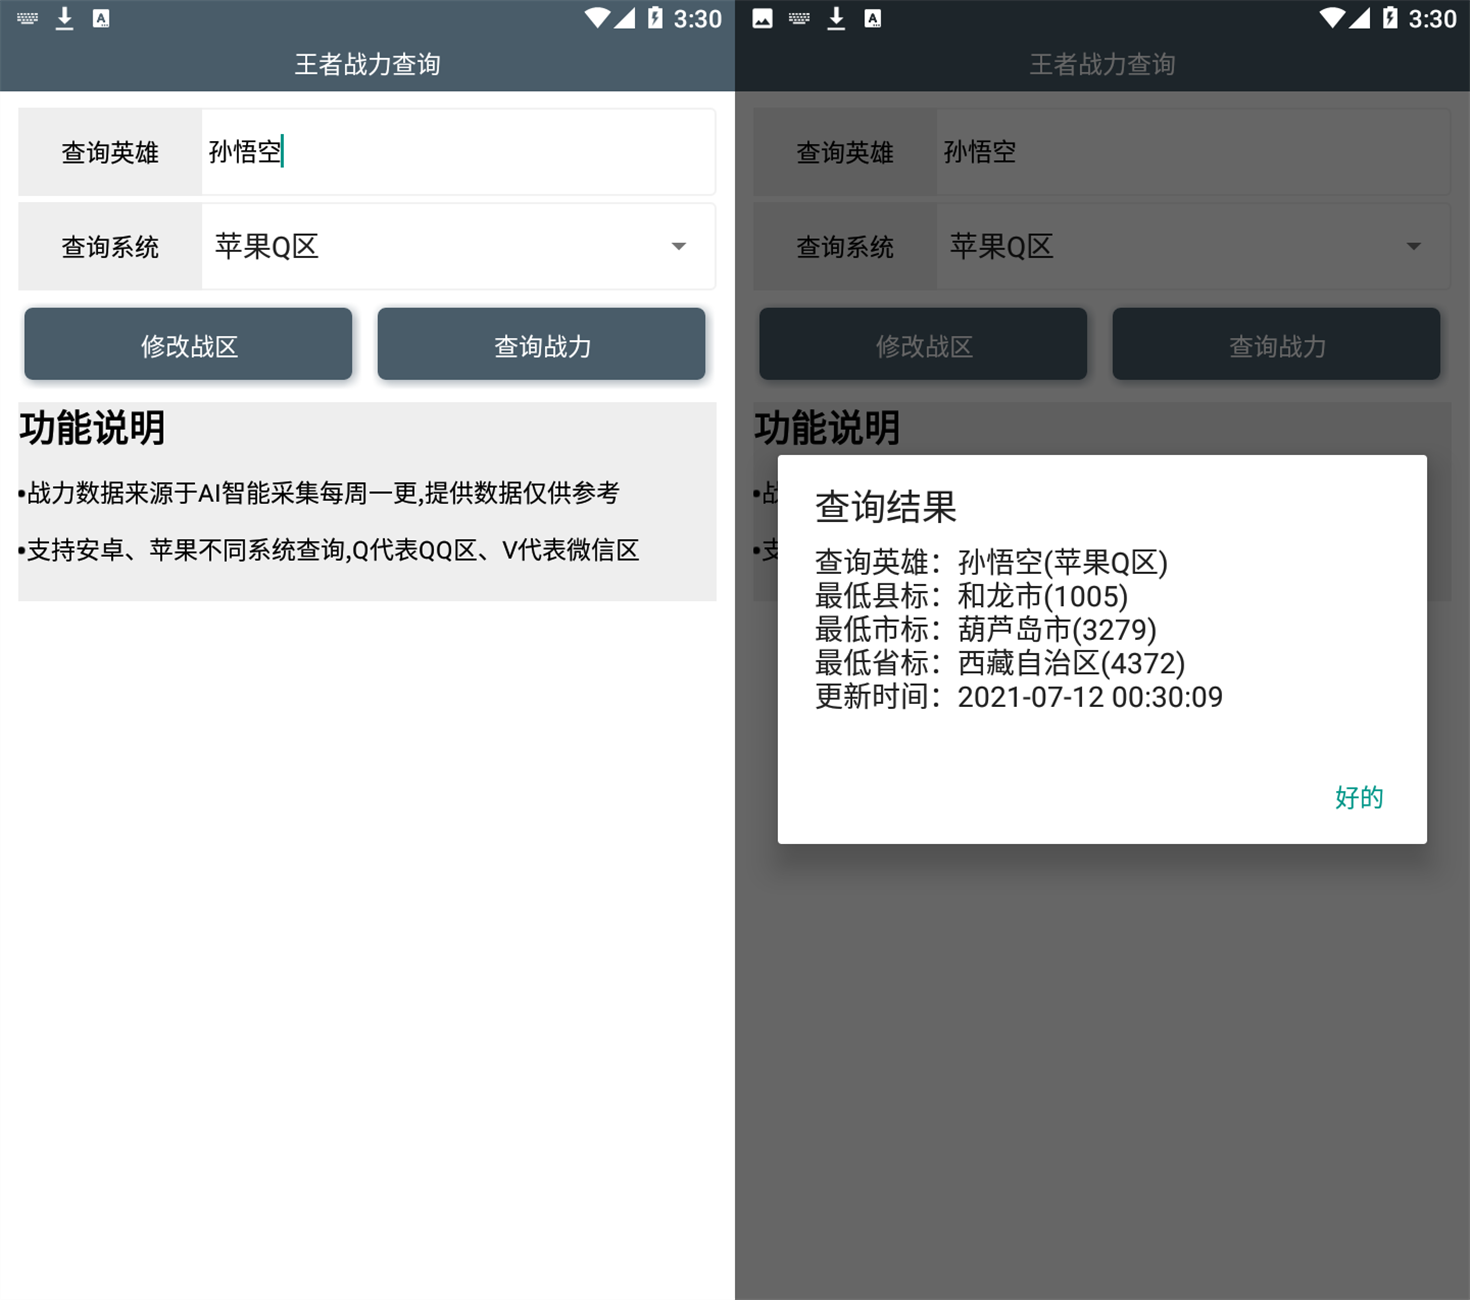 3:30
王者战力查询
查询英雄 孙悟空
查询系统 苹果Q区
修改战区 查询战力
功能说明
•战力数据来源于AI智能采集每周一更,提供数据仅供参考
•支持安卓、苹果不同系统查询,Q代表QQ区、V代表微信区
3:30
王者战力查询
查询英雄 孙悟空
查询系统 苹果Q区
修改战区 查询战力
功能说明
•战
•支
查询结果
查询英雄：孙悟空(苹果Q区)
最低县标：和龙市(1005)
最低市标：葫芦岛市(3279)
最低省标：西藏自治区(4372)
更新时间：2021-07-12 00:30:09
好的